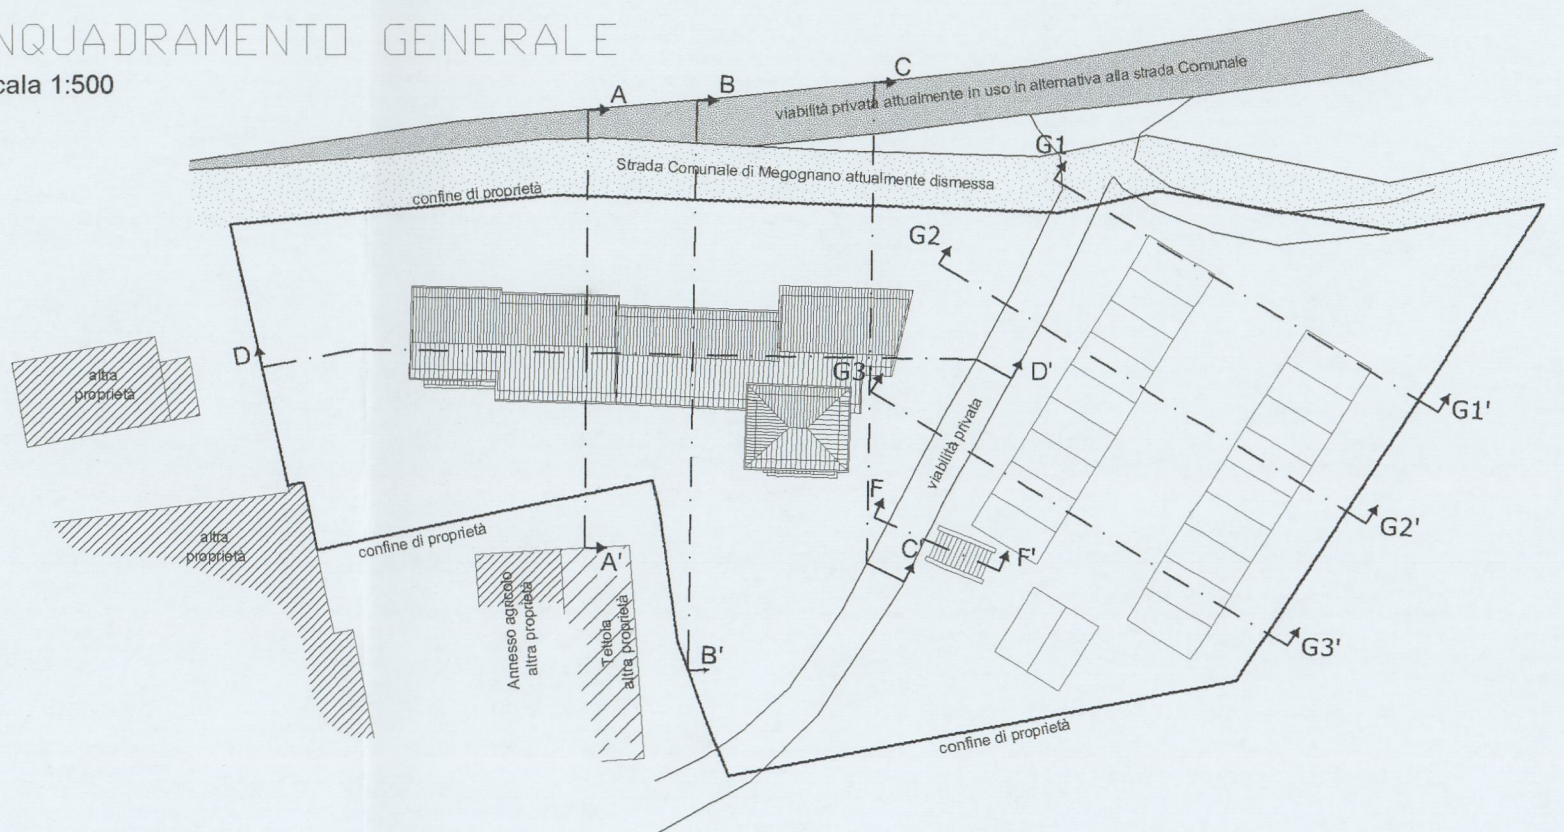 NQUADRAMENTO GENERALE
cala 1:500
A
B
C
viabilità privata attualmente in uso in alternativa alla strada Comunale
G1
Strada Comunale di Megognano attualmente dismessa
confine di proprietà
G2
D
altra
proprietà
G3
D'
G1'
viabilità privata
F
G2'
altra
proprietà
confine di proprietà
A'
C'
F'
Annesso agricolo
altra proprietà
Tettoia
altra proprietà
B'
G3'
confine di proprietà